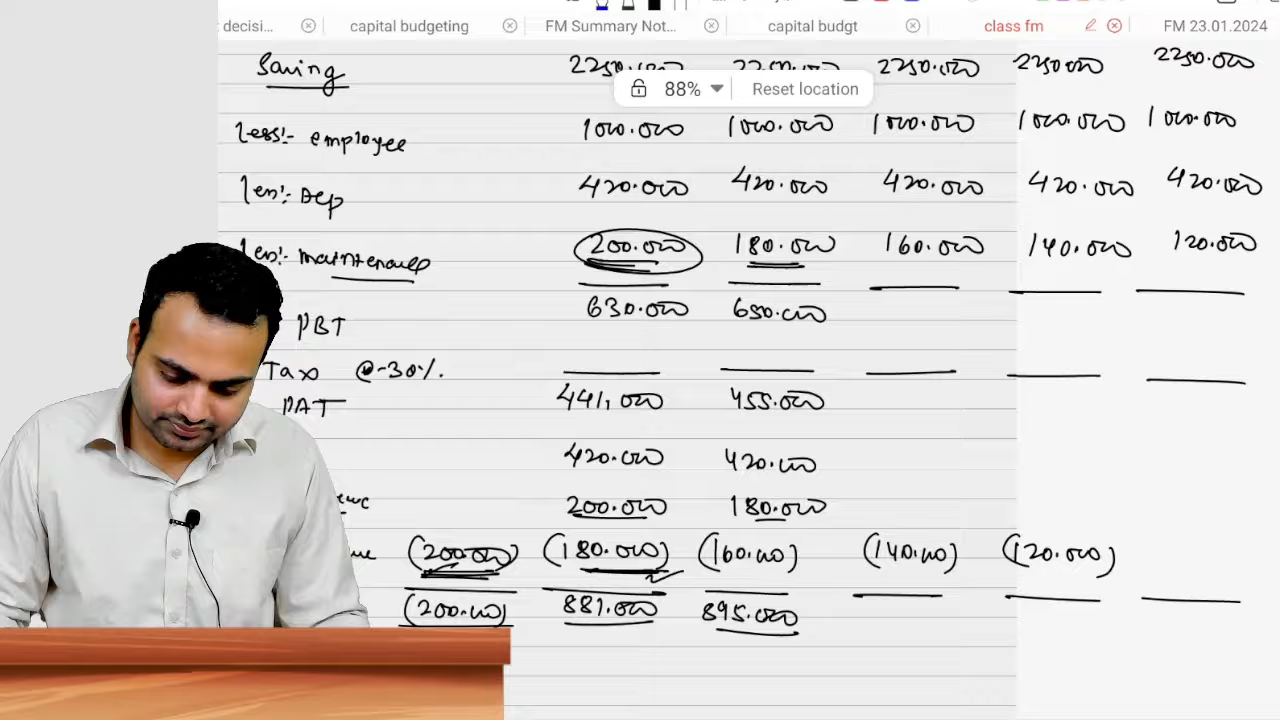 decisi... capital budgeting FM Summary Not... capital budgt class fm FM 23.01.2024
Saving 2250.000 2250.000 2250.000 2250.000 2250.000
88% Reset location
less:- employee 1000.000 1000.000 1000.000 1000.000 1000.000
les:- Dep 420.000 420.000 420.000 420.000 420.000
les:- maintenance 200.000 180.000 160.000 140.000 120.000
PBT 630.000 650.000
Tax @-30%.
PAT 441,000 455.000
420.000 420.000
200.000 180.000
(200.000) (180.000) (160.000) (140.000) (120.000)
(200.000) 881.000 895.000